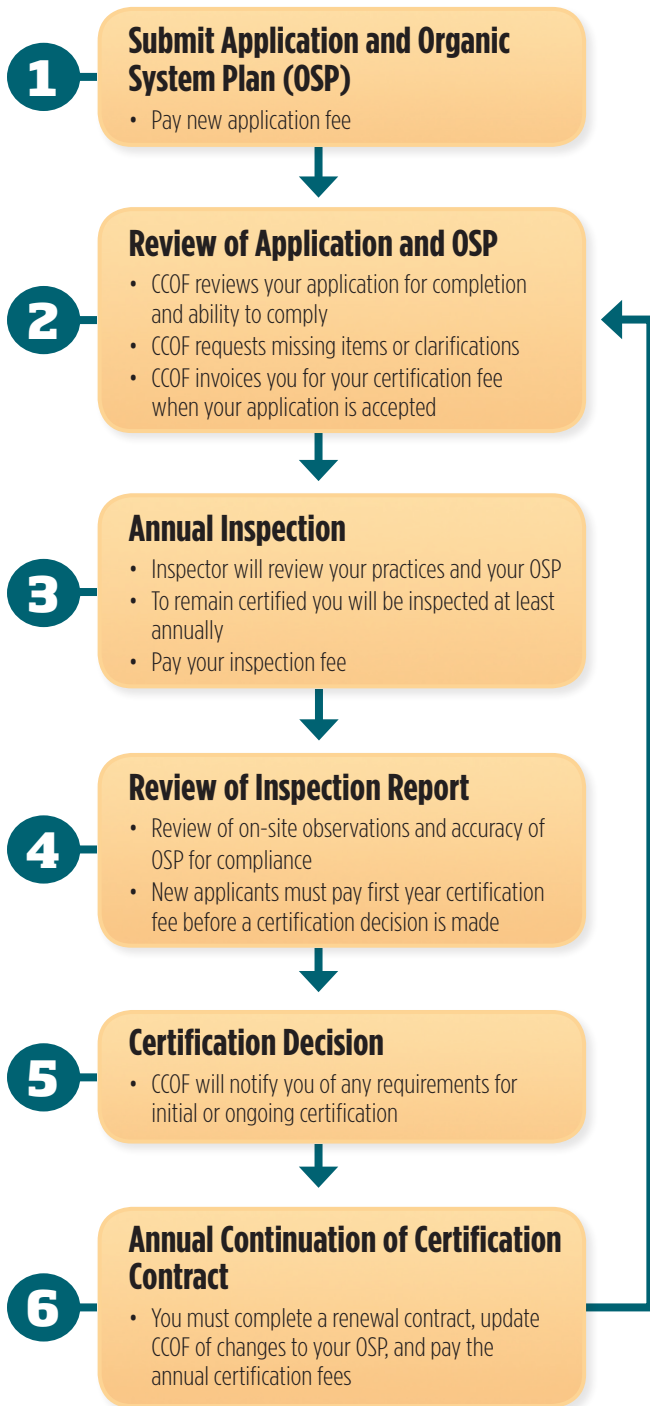 1
Submit Application and Organic
System Plan (OSP)
• Pay new application fee
2
Review of Application and OSP
• CCOF reviews your application for completion
and ability to comply
• CCOF requests missing items or clarifications
• CCOF invoices you for your certification fee
when your application is accepted
3
Annual Inspection
• Inspector will review your practices and your OSP
• To remain certified you will be inspected at least
annually
• Pay your inspection fee
4
Review of Inspection Report
• Review of on-site observations and accuracy of
OSP for compliance
• New applicants must pay first year certification
fee before a certification decision is made
5
Certification Decision
• CCOF will notify you of any requirements for
initial or ongoing certification
6
Annual Continuation of Certification
Contract
• You must complete a renewal contract, update
CCOF of changes to your OSP, and pay the
annual certification fees